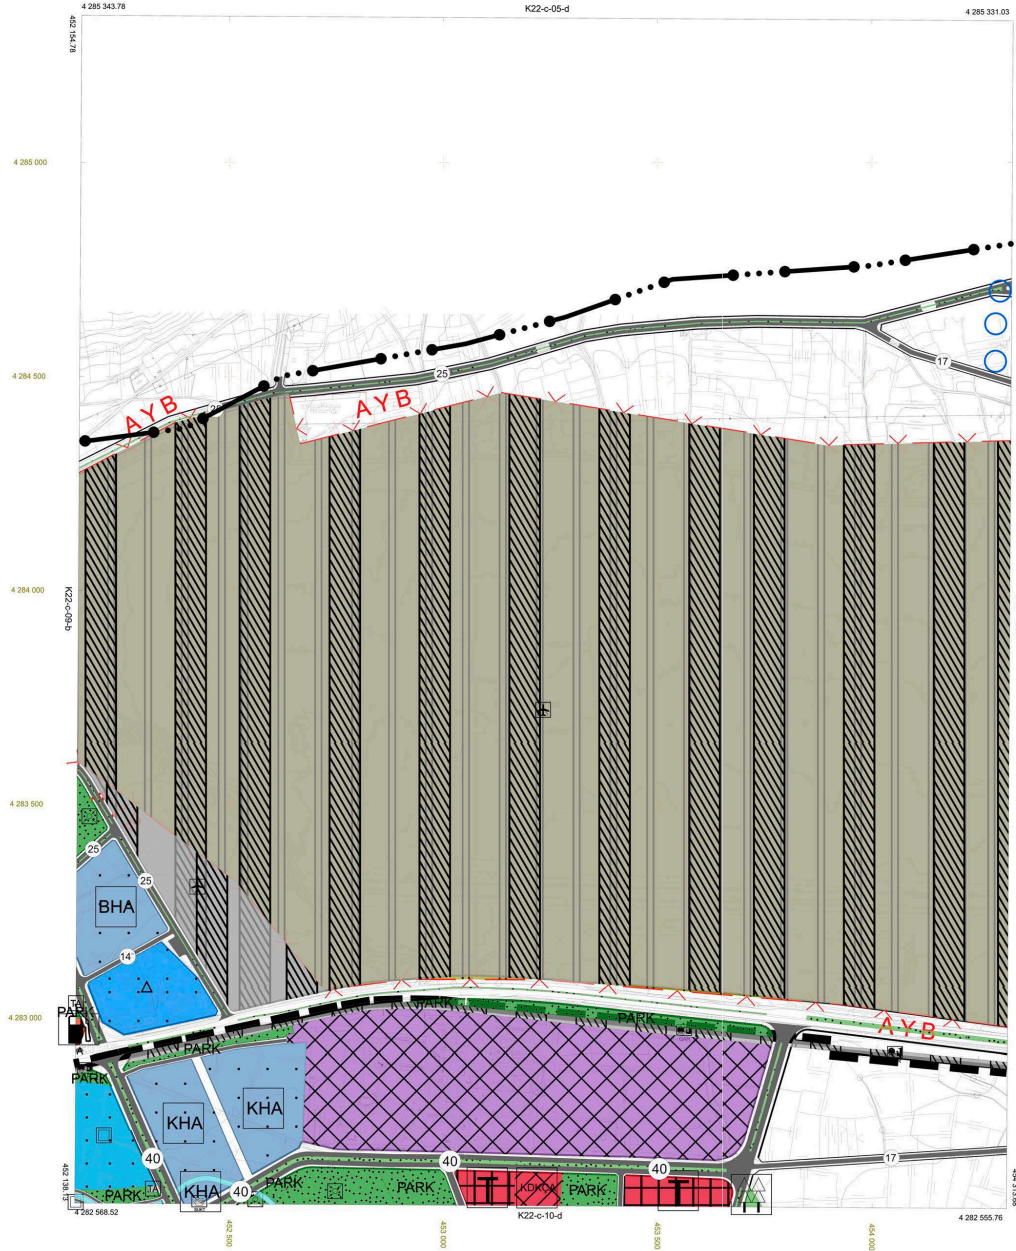 4 285 343.78
K22-c-05-d
4 285 331.03
452 154.78
4 285 000
17
4 284 500
25
AYB
AYB
4 284 000
K22-c-09-b
4 283 500
25
25
BHA
14
4 283 000
PARK
PARK
PARK
AYB
PARK
PARK
KHA
KHA
40
40
40
17
452 138.13
KHA
40
PARK
PARK
PARK
KDKÇA
PARK
4 282 568.52
K22-c-10-d
4 282 555.76
452 500
453 000
453 500
454 000